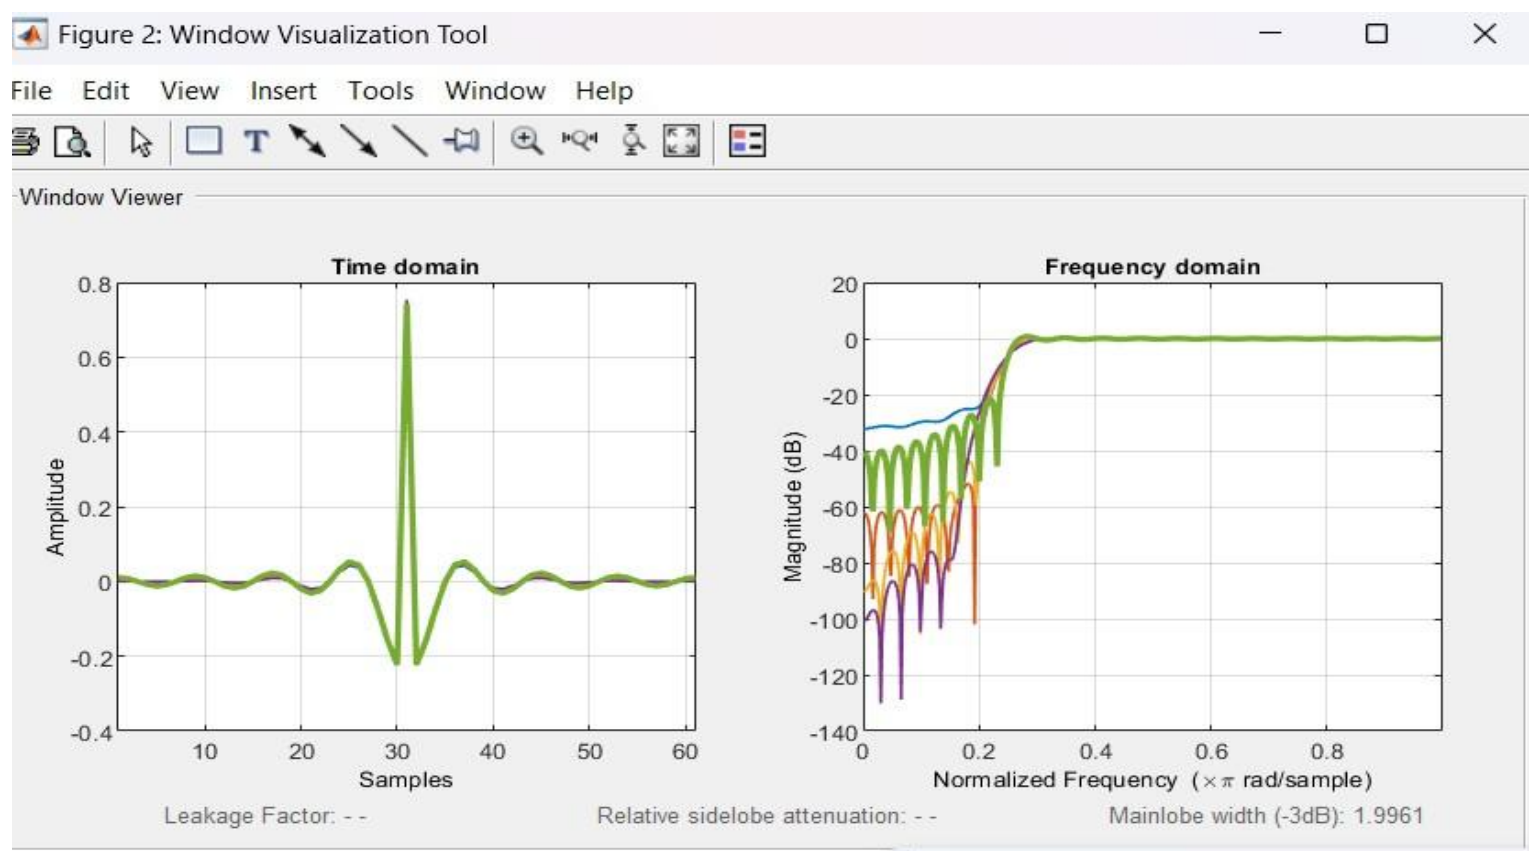 Figure 2: Window Visualization Tool
File Edit View Insert Tools Window Help
T
Window Viewer
Time domain
0.8
0.6
0.4
0.2
0
-0.2
-0.4
Amplitude
10 20 30 40 50 60
Samples
Frequency domain
20
0
-20
-40
-60
-80
-100
-120
-140
Magnitude (dB)
0 0.2 0.4 0.6 0.8
Normalized Frequency (×π rad/sample)
Leakage Factor: - -
Relative sidelobe attenuation: - -
Mainlobe width (-3dB): 1.9961